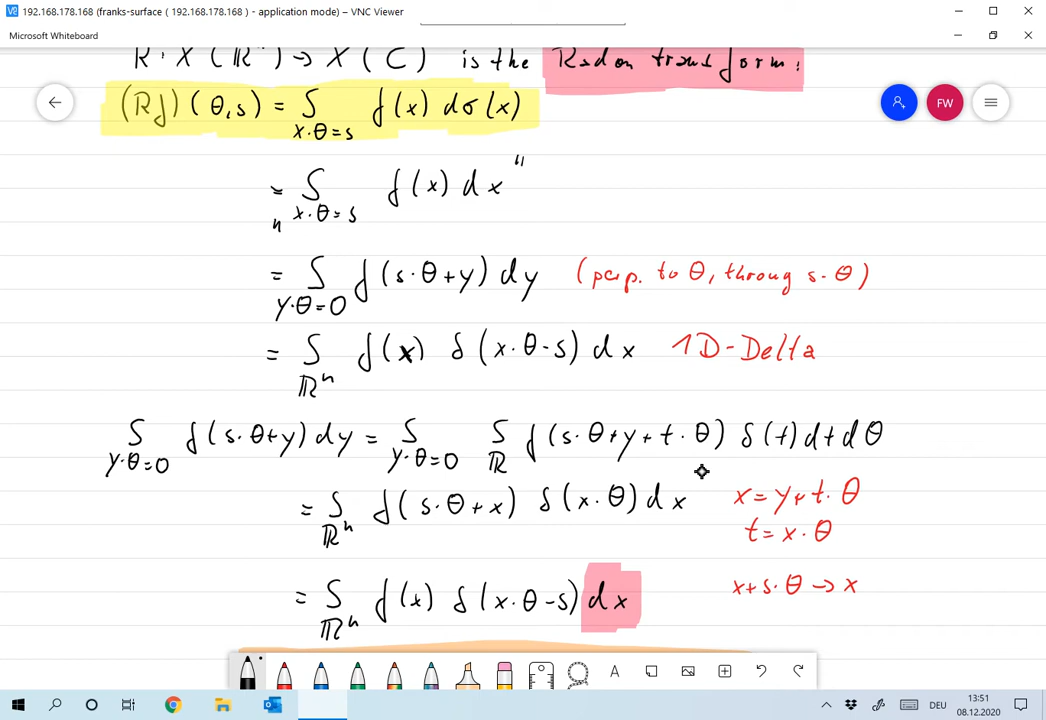 192.168.178.168 (franks-surface ( 192.168.178.168 ) - application mode) – VNC Viewer
Microsoft Whiteboard
R : X(ℝⁿ) → X(C) is the Radon transform:
(Rf)(θ,s) = ∫_{x·θ=s} f(x) dσ(x)
„= ∫_{x·θ=s} f(x) dx"
= ∫_{y·θ=0} f(s·θ+y) dy (perp. to θ, throug s·θ)
= ∫_{ℝⁿ} f(x) δ(x·θ-s) dx 1D-Delta
∫_{y·θ=0} f(s·θ+y) dy = ∫_{y·θ=0} ∫_ℝ f(s·θ+y+t·θ) δ(t) dt dθ
= ∫_{ℝⁿ} f(s·θ+x) δ(x·θ) dx x=y+t·θ
t=x·θ
= ∫_{ℝⁿ} f(x) δ(x·θ-s) dx x+s·θ → x
FW
A
DEU
13:51
08.12.2020